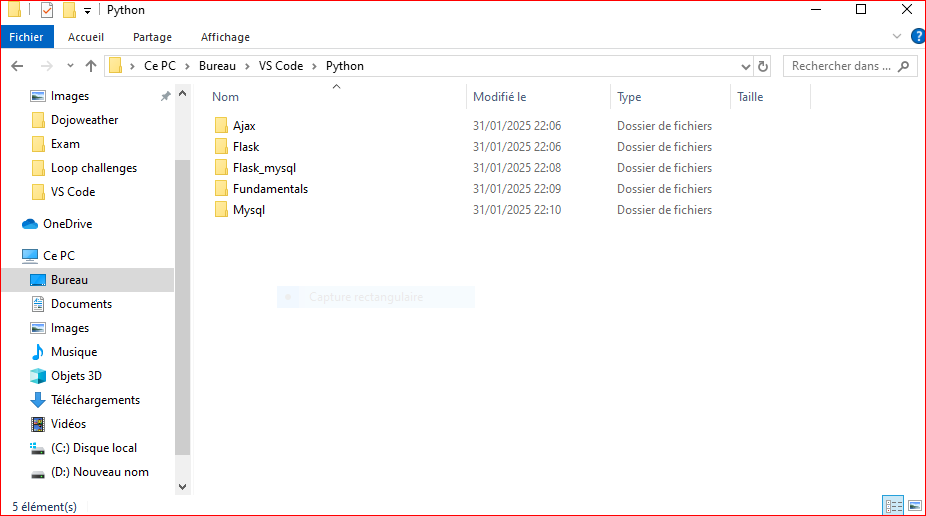 Python
Fichier Accueil Partage Affichage ?
Ce PC Bureau VS Code Python Rechercher dans ...
Images
Dojoweather
Exam
Loop challenges
VS Code
OneDrive
Ce PC
Bureau
Documents
Images
Musique
Objets 3D
Téléchargements
Vidéos
(C:) Disque local
(D:) Nouveau nom
Nom Modifié le Type Taille
Ajax 31/01/2025 22:06 Dossier de fichiers
Flask 31/01/2025 22:06 Dossier de fichiers
Flask_mysql 31/01/2025 22:08 Dossier de fichiers
Fundamentals 31/01/2025 22:09 Dossier de fichiers
Mysql 31/01/2025 22:10 Dossier de fichiers
Capture rectangulaire
5 élément(s)